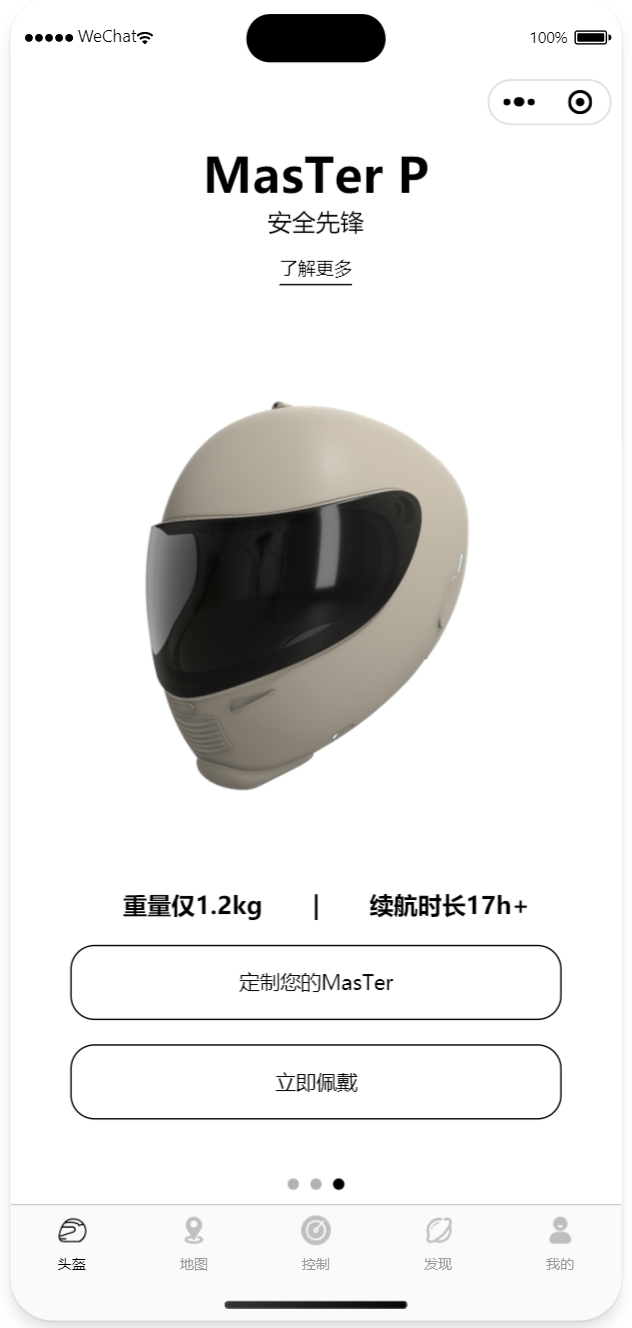 WeChat 100%
MasTer P
安全先锋
了解更多
重量仅1.2kg | 续航时长17h+
定制您的MasTer
立即佩戴
头盔 地图 控制 发现 我的